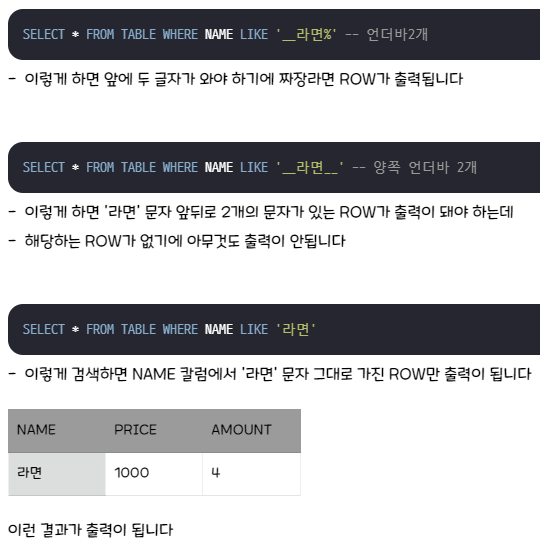 SELECT * FROM TABLE WHERE NAME LIKE '__라면%' -- 언더바2개
- 이렇게 하면 앞에 두 글자가 와야 하기에 짜장라면 ROW가 출력됩니다
SELECT * FROM TABLE WHERE NAME LIKE '__라면__' -- 양쪽 언더바 2개
- 이렇게 하면 '라면' 문자 앞뒤로 2개의 문자가 있는 ROW가 출력이 돼야 하는데
- 해당하는 ROW가 없기에 아무것도 출력이 안됩니다
SELECT * FROM TABLE WHERE NAME LIKE '라면'
- 이렇게 검색하면 NAME 칼럼에서 '라면' 문자 그대로 가진 ROW만 출력이 됩니다
NAME PRICE AMOUNT
라면 1000 4
이런 결과가 출력이 됩니다